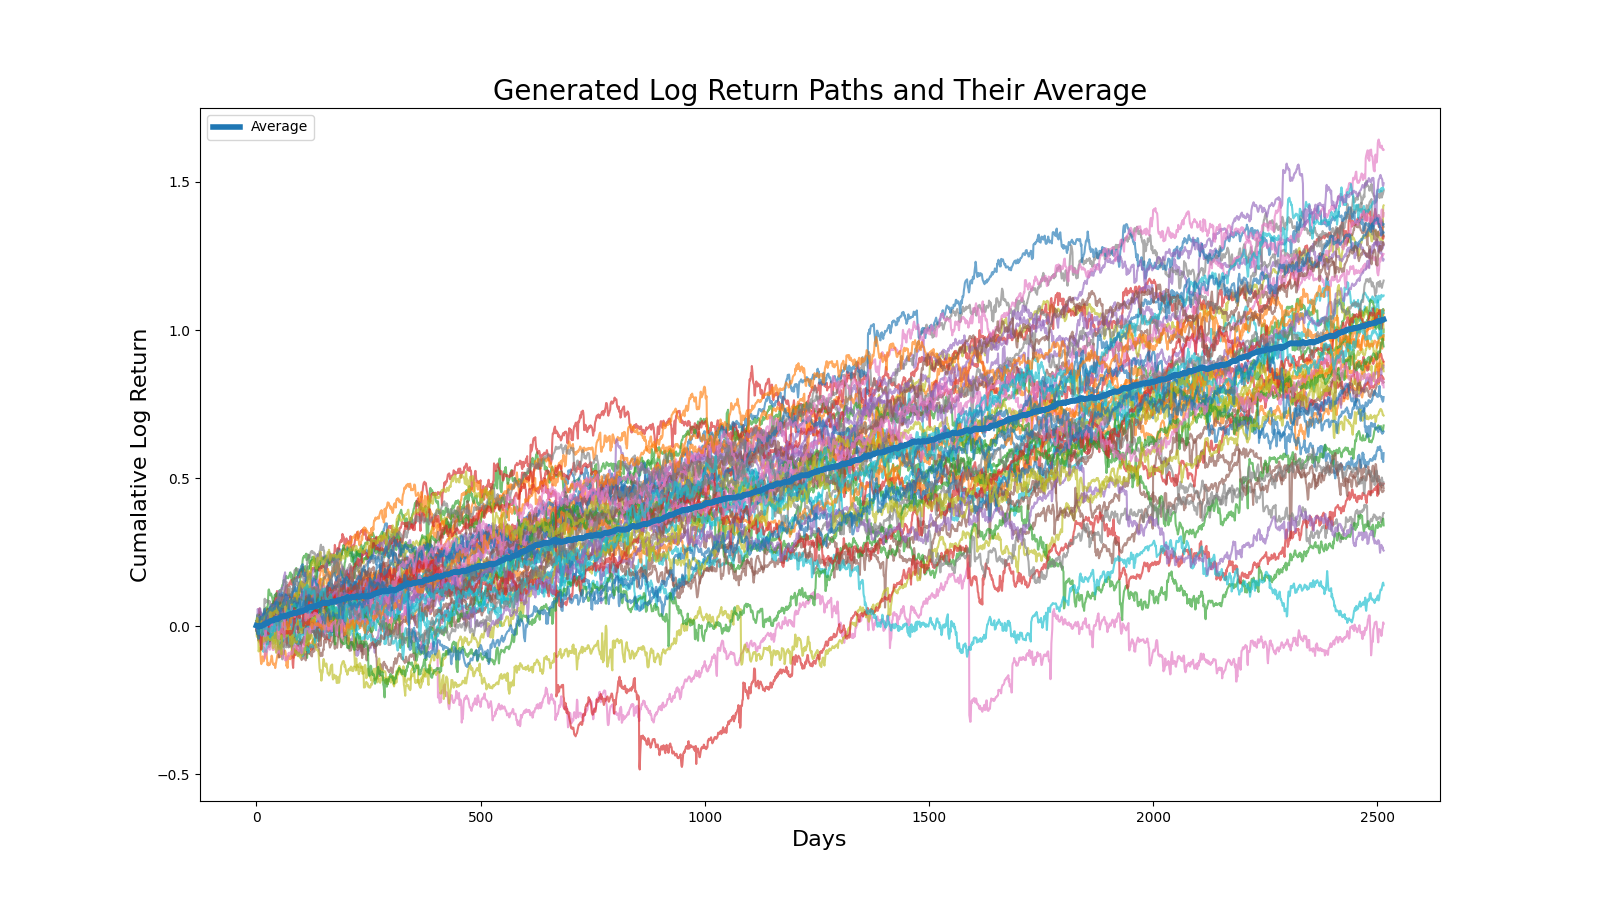 Generated Log Return Paths and Their Average
Average
Cumalative Log Return
1.5
1.0
0.5
0.0
−0.5
0 500 1000 1500 2000 2500
Days